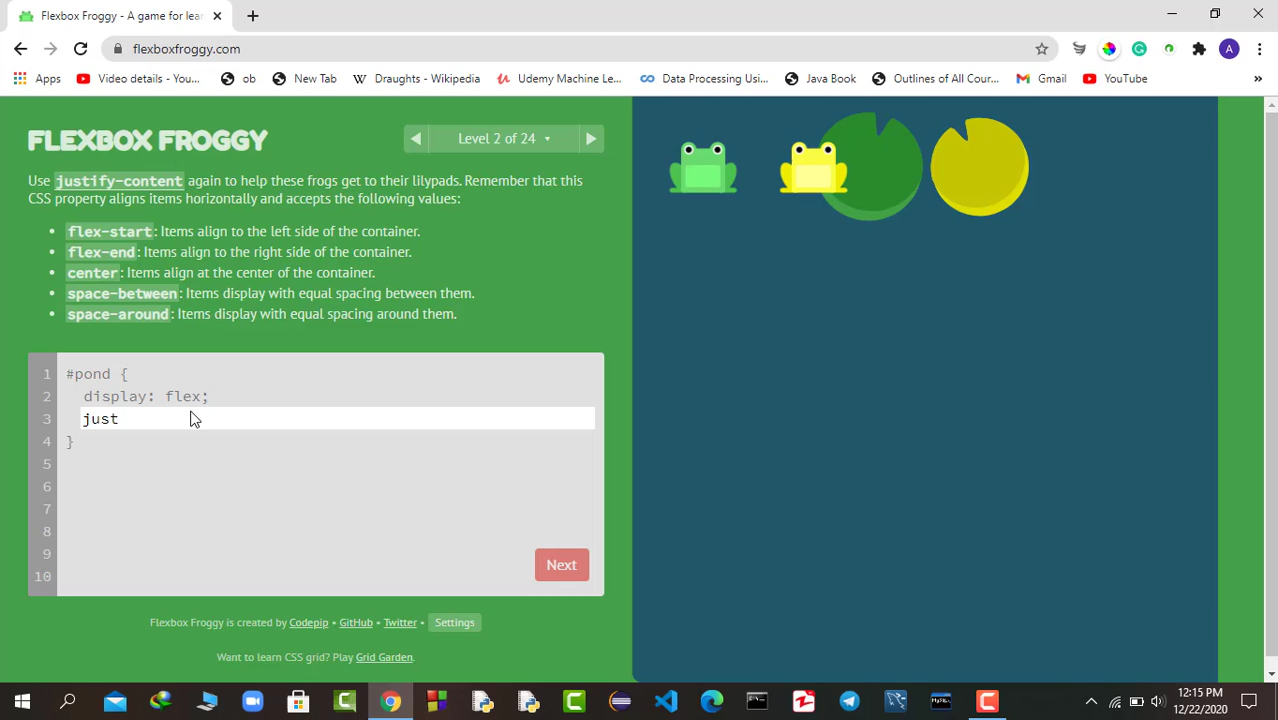 Flexbox Froggy - A game for lea
flexboxfroggy.com
A
Apps
Video details - You...
ob
New Tab
Draughts - Wikipedia
Udemy Machine Le...
Data Processing Usi...
Java Book
Outlines of All Cour...
Gmail
YouTube
»
FLEXBOX FROGGY
Level 2 of 24
Use justify-content again to help these frogs get to their lilypads. Remember that this
CSS property aligns items horizontally and accepts the following values:
• flex-start: Items align to the left side of the container.
• flex-end: Items align to the right side of the container.
• center: Items align at the center of the container.
• space-between: Items display with equal spacing between them.
• space-around: Items display with equal spacing around them.
1 #pond {
2 display: flex;
3 just
4 }
5
6
7
8
9
10
Next
Flexbox Froggy is created by Codepip • GitHub • Twitter • Settings
Want to learn CSS grid? Play Grid Garden.
12:15 PM
12/22/2020